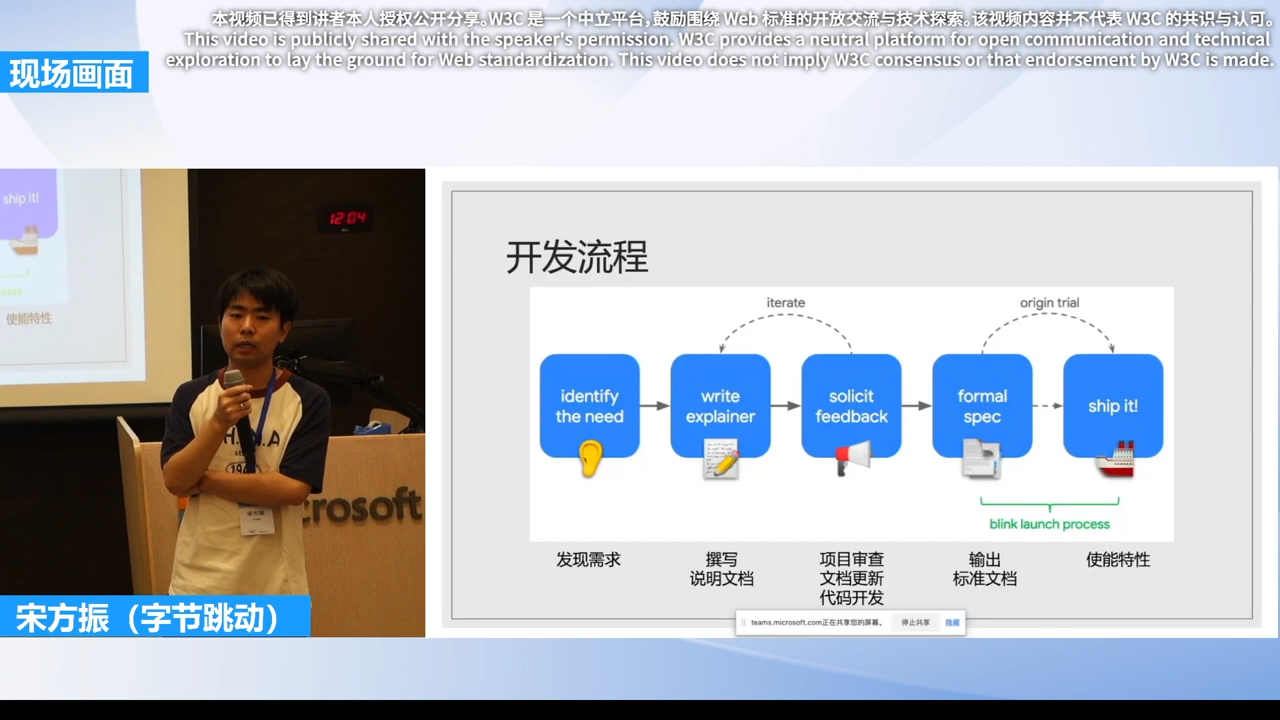 本视频已得到讲者本人授权公开分享。W3C 是一个中立平台，鼓励围绕 Web 标准的开放交流与技术探索。该视频内容并不代表 W3C 的共识与认可。
This video is publicly shared with the speaker's permission. W3C provides a neutral platform for open communication and technical
exploration to lay the ground for Web standardization. This video does not imply W3C consensus or that endorsement by W3C is made.
现场画面
ship it!
使能特性
12:04
crosoft
宋方振
宋方振（字节跳动）
开发流程
iterate
origin trial
identify
the need
write
explainer
solicit
feedback
formal
spec
ship it!
blink launch process
发现需求
撰写
说明文档
项目审查
文档更新
代码开发
输出
标准文档
使能特性
teams.microsoft.com正在共享您的屏幕。
停止共享
隐藏